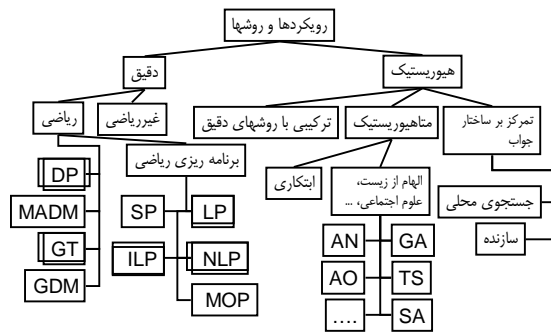 رویکردها و روشها
دقیق
هیوریستیک
ریاضی
غیرریاضی
ترکیبی با روشهای دقیق
متاهیوریستیک
تمرکز بر ساختار
جواب
برنامه ریزی ریاضی
ابتکاری
الهام از زیست،
علوم اجتماعی، ...
جستجوی محلی
سازنده
DP
MADM
GT
GDM
SP
LP
ILP
NLP
MOP
AN
GA
AO
TS
....
SA